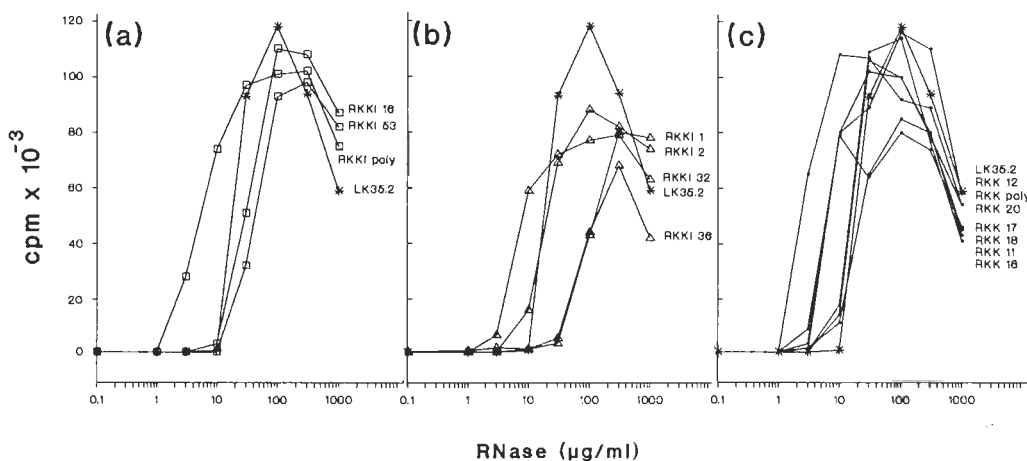 (a)
(b)
(c)
cpm x 10⁻³
120
100
80
60
40
20
0
RKKI 16
RKKI 53
RKKI poly
LK35.2
RKKI 1
RKKI 2
RKKI 32
LK35.2
RKKI 36
LK35.2
RKK 12
RKK poly
RKK 20
RKK 17
RKK 18
RKK 11
RKK 16
0.1 1 10 100 1000
0.1 1 10 100 1000
0.1 1 10 100 1000
RNase (µg/ml)